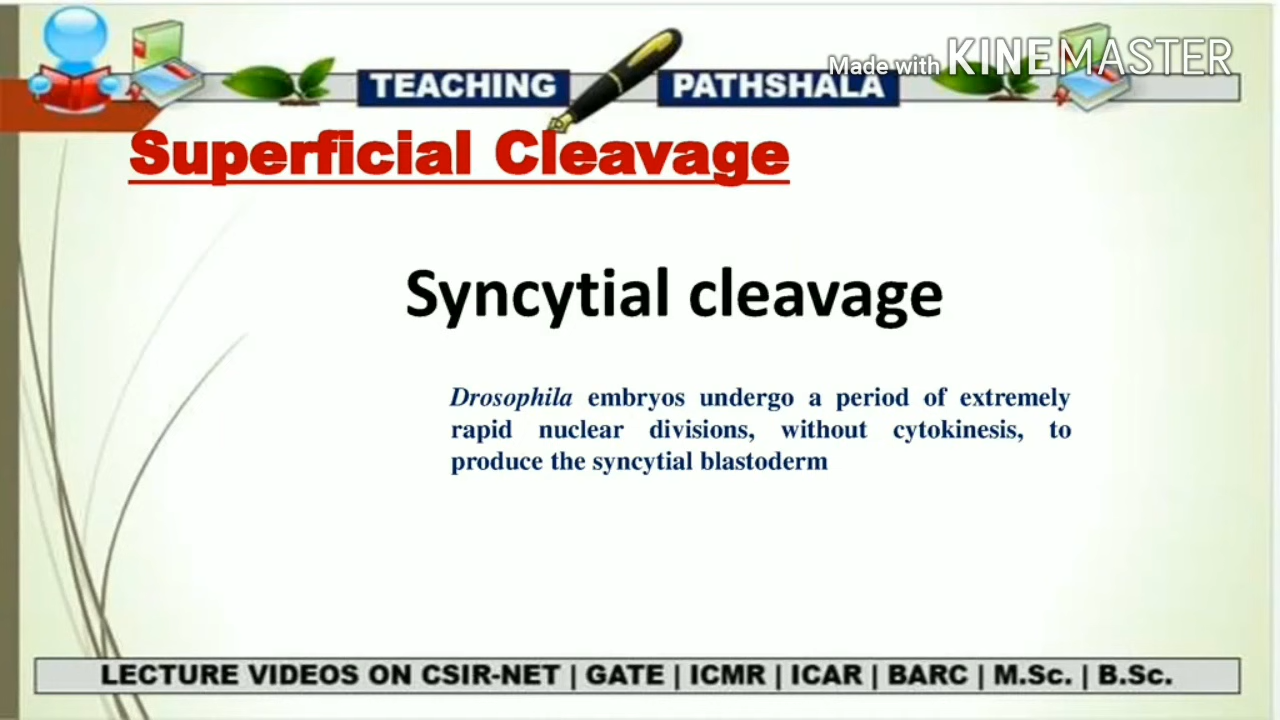 Made with KINEMASTER
TEACHING PATHSHALA
Superficial Cleavage
Syncytial cleavage
Drosophila embryos undergo a period of extremely
rapid nuclear divisions, without cytokinesis, to
produce the syncytial blastoderm
LECTURE VIDEOS ON CSIR-NET | GATE | ICMR | ICAR | BARC | M.Sc. | B.Sc.